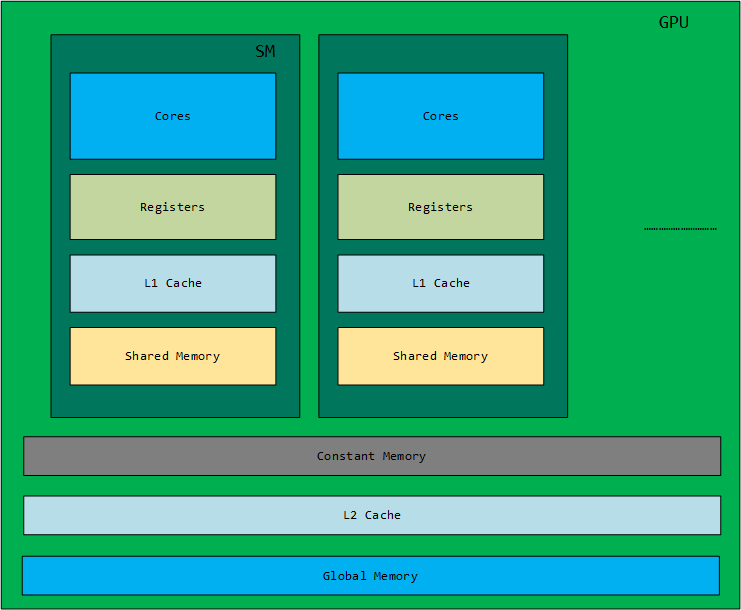 GPU
SM
Cores
Cores
Registers
Registers
L1 Cache
L1 Cache
Shared Memory
Shared Memory
Constant Memory
L2 Cache
Global Memory